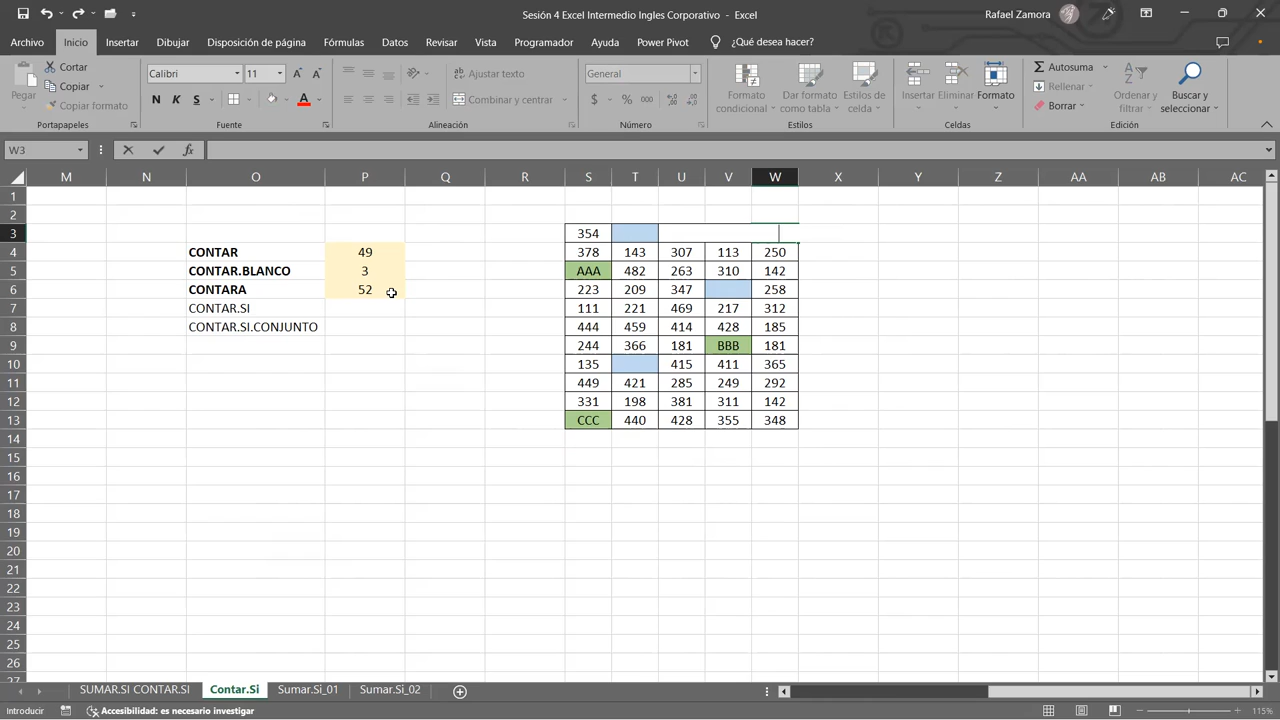 Sesión 4 Excel Intermedio Ingles Corporativo - Excel
Rafael Zamora
Archivo Inicio Insertar Dibujar Disposición de página Fórmulas Datos Revisar Vista Programador Ayuda Power Pivot ¿Qué desea hacer?
Pegar
Cortar
Copiar
Copiar formato
Portapapeles
Calibri 11
N K S A
Fuente
Ajustar texto
Combinar y centrar
Alineación
General
$ % 000
Número
Formato condicional
Dar formato como tabla
Estilos de celda
Estilos
Insertar Eliminar Formato
Celdas
Autosuma
Rellenar
Borrar
Ordenar y filtrar
Buscar y seleccionar
Edición
W3 fx
M N O P Q R S T U V W X Y Z AA AB AC
1
2
3 354
4 CONTAR 49 378 143 307 113 250
5 CONTAR.BLANCO 3 AAA 482 263 310 142
6 CONTARA 52 223 209 347 258
7 CONTAR.SI 111 221 469 217 312
8 CONTAR.SI.CONJUNTO 444 459 414 428 185
9 244 366 181 BBB 181
10 135 415 411 365
11 449 421 285 249 292
12 331 198 381 311 142
13 CCC 440 428 355 348
14
15
16
17
18
19
20
21
22
23
24
25
26
27
SUMAR.SI CONTAR.SI Contar.Si Sumar.Si_01 Sumar.Si_02
Introducir Accesibilidad: es necesario investigar 115%